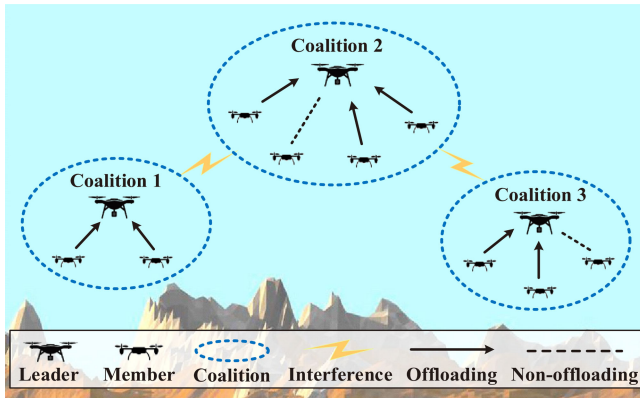 Coalition 2
Coalition 1
Coalition 3
Leader Member Coalition Interference Offloading Non-offloading